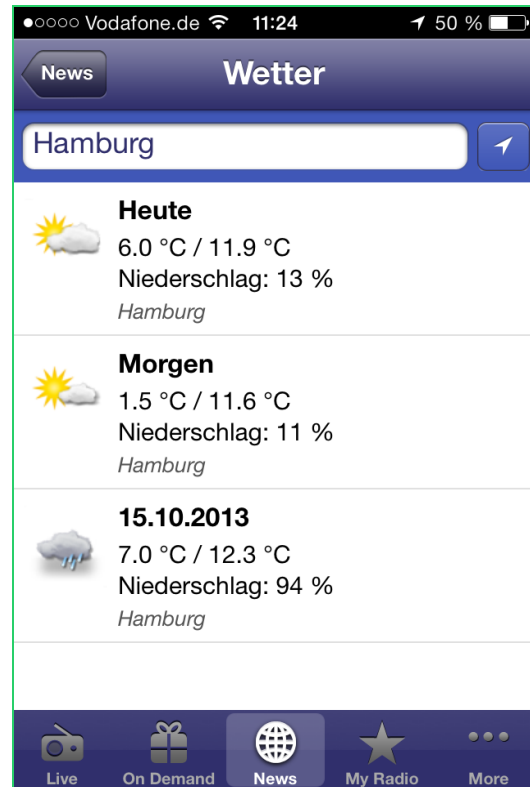 ●○○○○ Vodafone.de 11:24 50 %
News Wetter
Hamburg
Heute
6.0 °C / 11.9 °C
Niederschlag: 13 %
Hamburg
Morgen
1.5 °C / 11.6 °C
Niederschlag: 11 %
Hamburg
15.10.2013
7.0 °C / 12.3 °C
Niederschlag: 94 %
Hamburg
Live On Demand News My Radio More